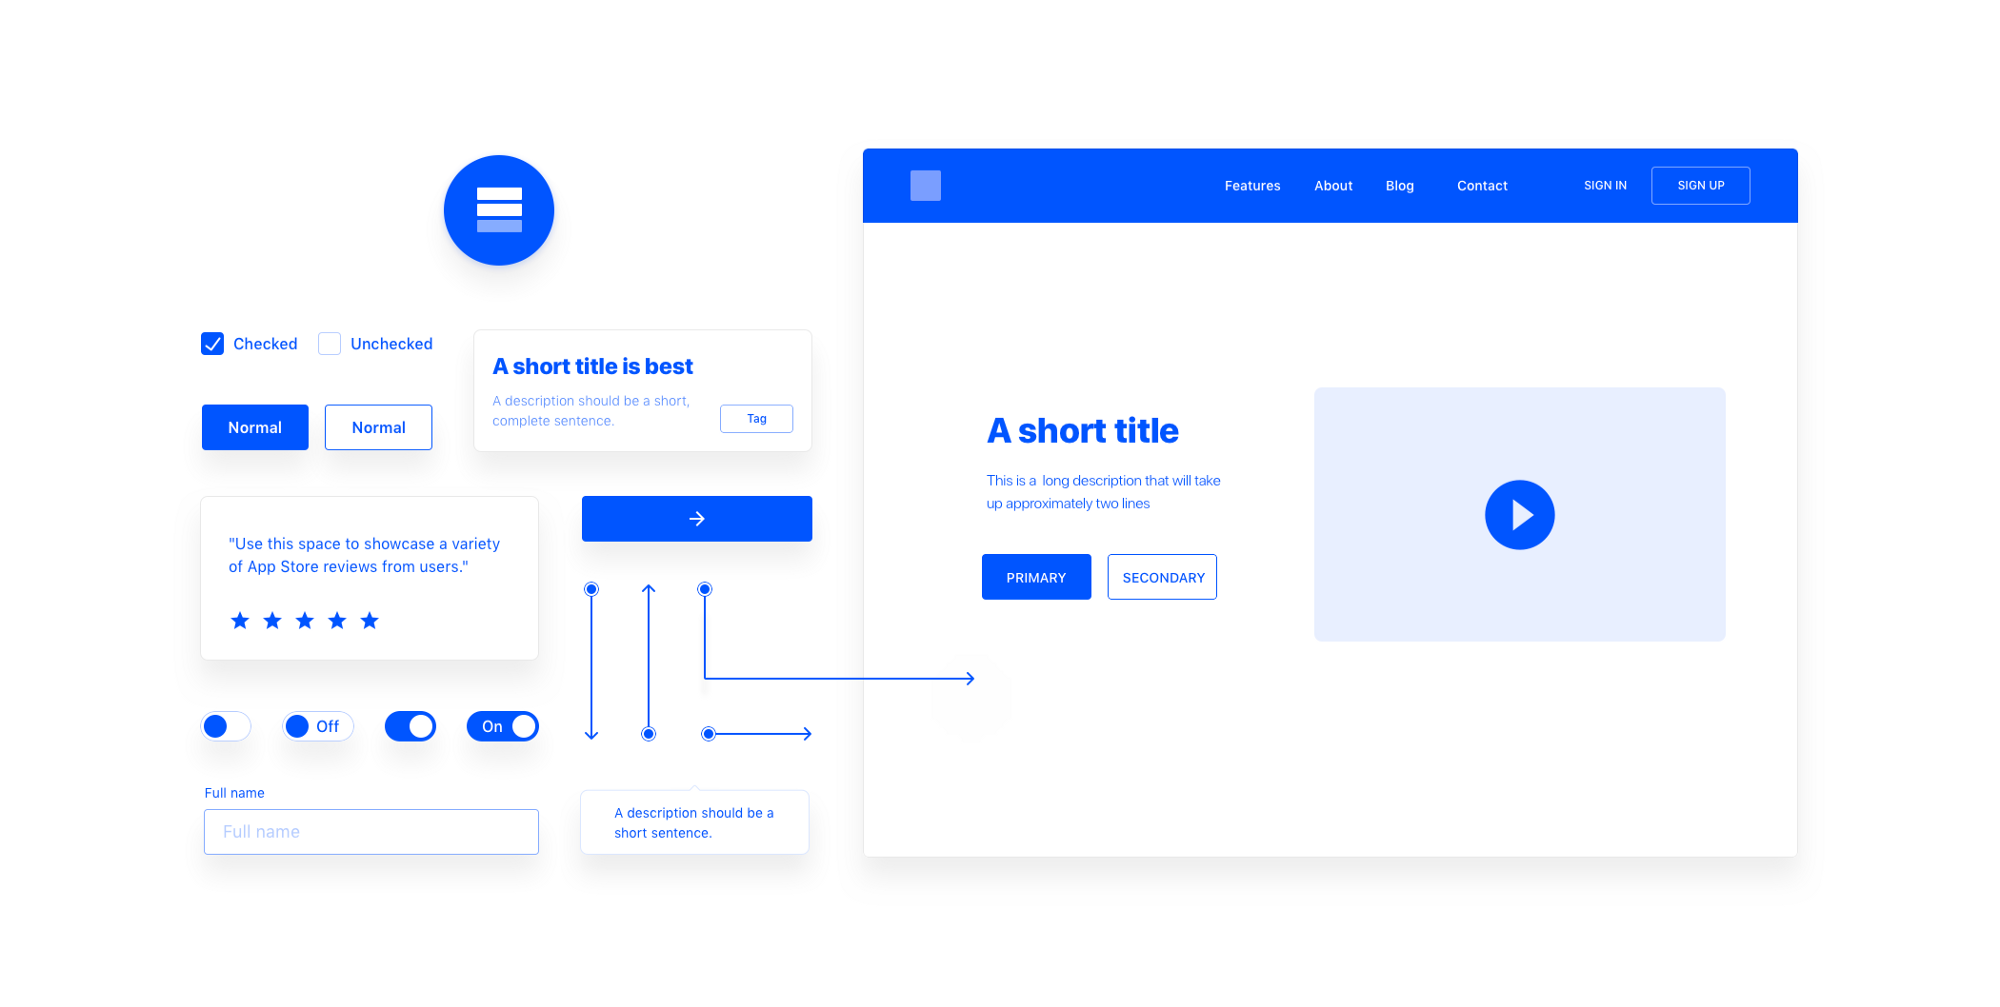 Checked
Unchecked
Normal
Normal
A short title is best
A description should be a short,
complete sentence.
Tag
"Use this space to showcase a variety
of App Store reviews from users."
Off
On
Full name
Full name
A description should be a
short sentence.
Features
About
Blog
Contact
SIGN IN
SIGN UP
A short title
This is a  long description that will take
up approximately two lines
PRIMARY
SECONDARY